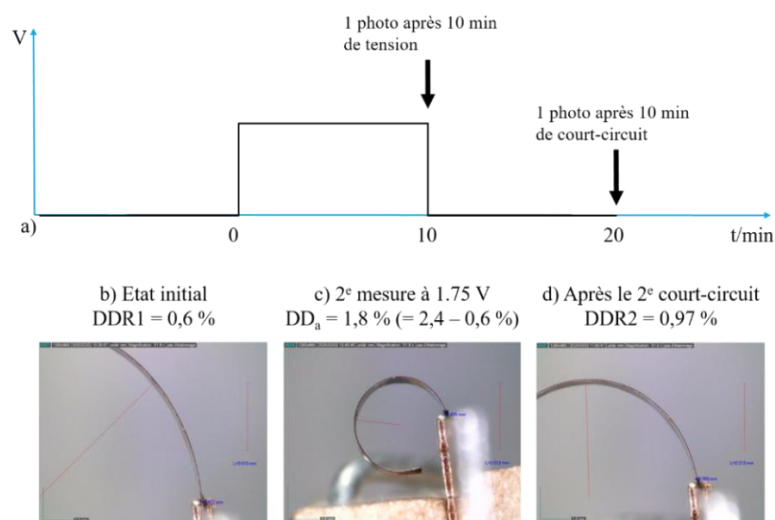 1 photo après 10 min
de tension
V
1 photo après 10 min
de court-circuit
a)
0 10 20 t/min
b) Etat initial
DDR1 = 0,6 %
c) 2ᵉ mesure à 1.75 V
DDₐ = 1,8 % (= 2,4 – 0,6 %)
d) Après le 2ᵉ court-circuit
DDR2 = 0,97 %